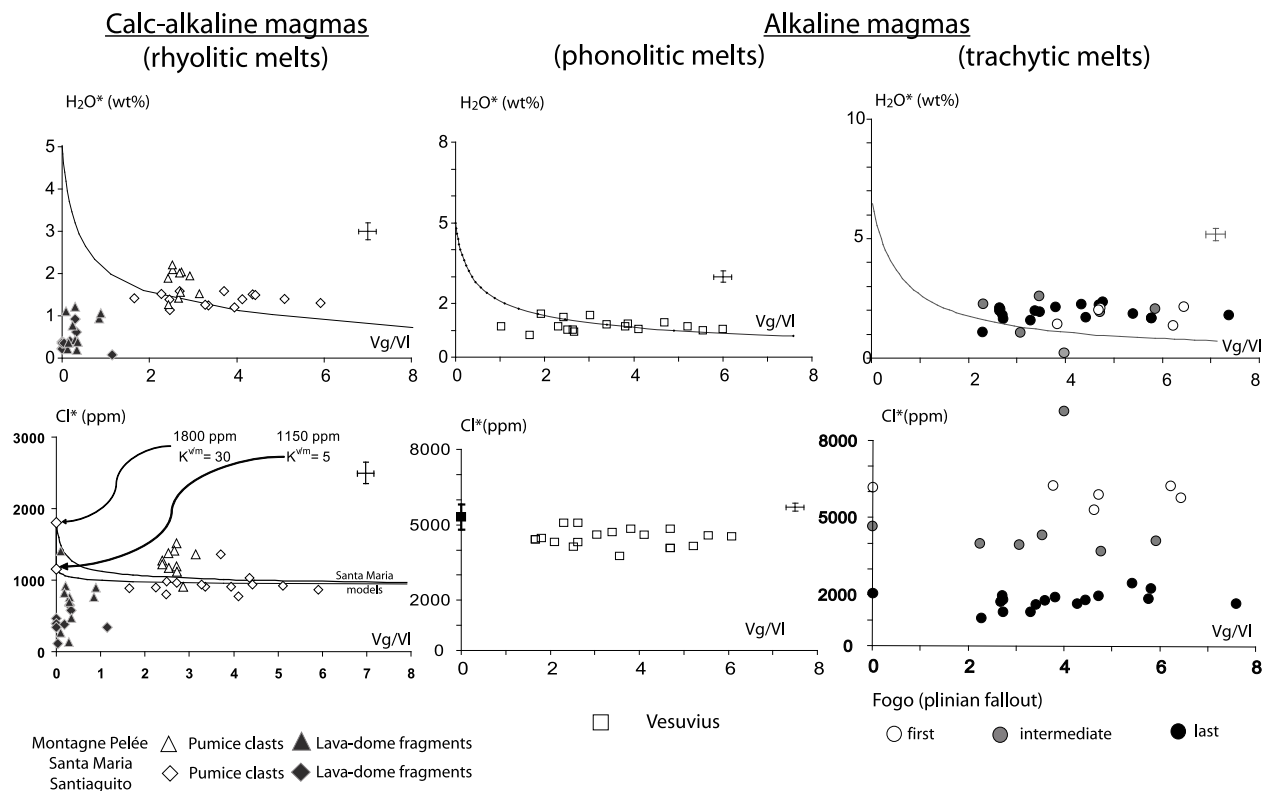 Calc-alkaline magmas
(rhyolitic melts)
Alkaline magmas
(phonolitic melts)
(trachytic melts)
H₂O* (wt%)
5
4
3
2
1
0
0
2
4
6
8
Vg/Vl
H₂O* (wt%)
8
5
2
0
0
2
4
6
8
Vg/Vl
H₂O* (wt%)
10
5
0
0
2
4
6
8
Vg/Vl
Cl* (ppm)
3000
2000
1000
0
1800 ppm
Kᵛ/ᵐ= 30
1150 ppm
Kᵛ/ᵐ= 5
Santa Maria
models
Vg/Vl
0
1
2
3
4
5
6
7
8
Cl*(ppm)
8000
5000
2000
0
0
2
4
6
8
Vg/Vl
Cl*(ppm)
8000
5000
2000
0
0
2
4
6
8
Vg/Vl
Montagne Pelée
Pumice clasts
Lava-dome fragments
Santa Maria
Santiaguito
Pumice clasts
Lava-dome fragments
Vesuvius
Fogo (plinian fallout)
first
intermediate
last